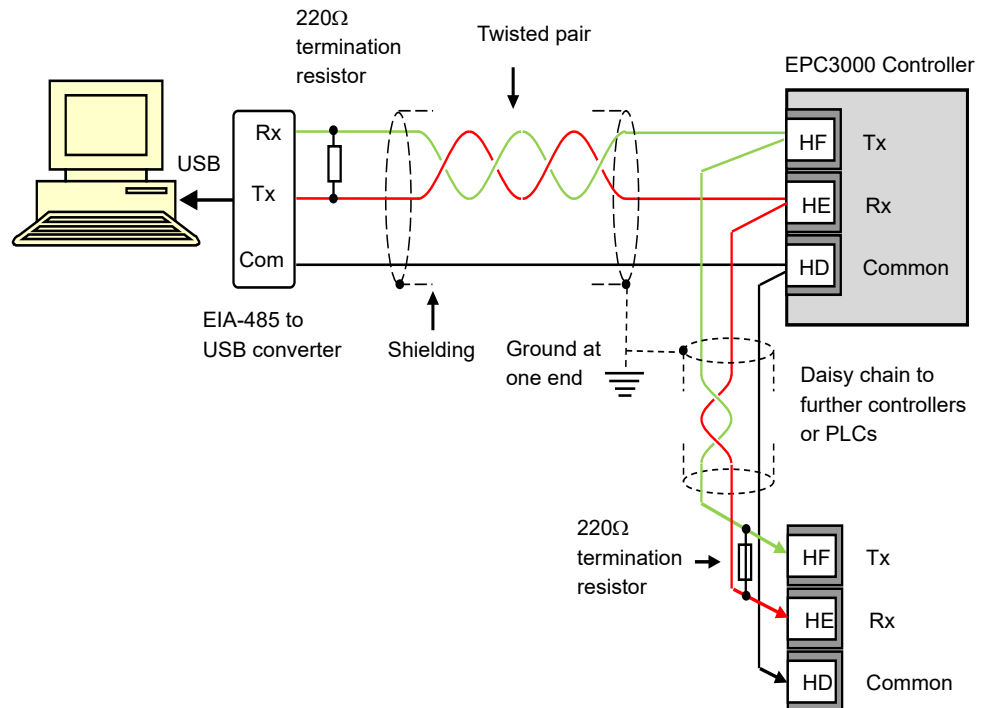 220Ω
termination
resistor
Twisted pair
EPC3000 Controller
USB
Rx
Tx
Com
HF
Tx
HE
Rx
HD
Common
EIA-485 to
USB converter
Shielding
Ground at
one end
Daisy chain to
further controllers
or PLCs
220Ω
termination
resistor
HF
Tx
HE
Rx
HD
Common